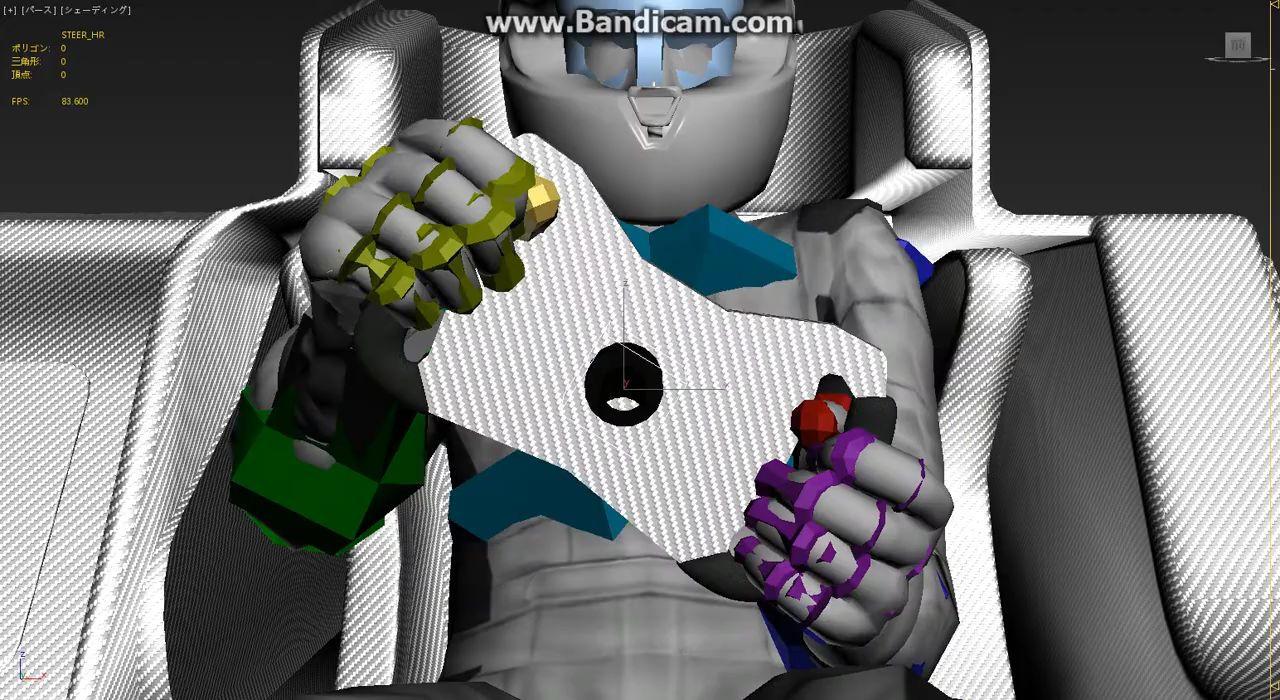 [+] [パース] [シェーディング]
www.Bandicam.com
STEER_HR
ポリゴン: 0
三角形: 0
頂点: 0
FPS: 83.600
前
z
y
z
x